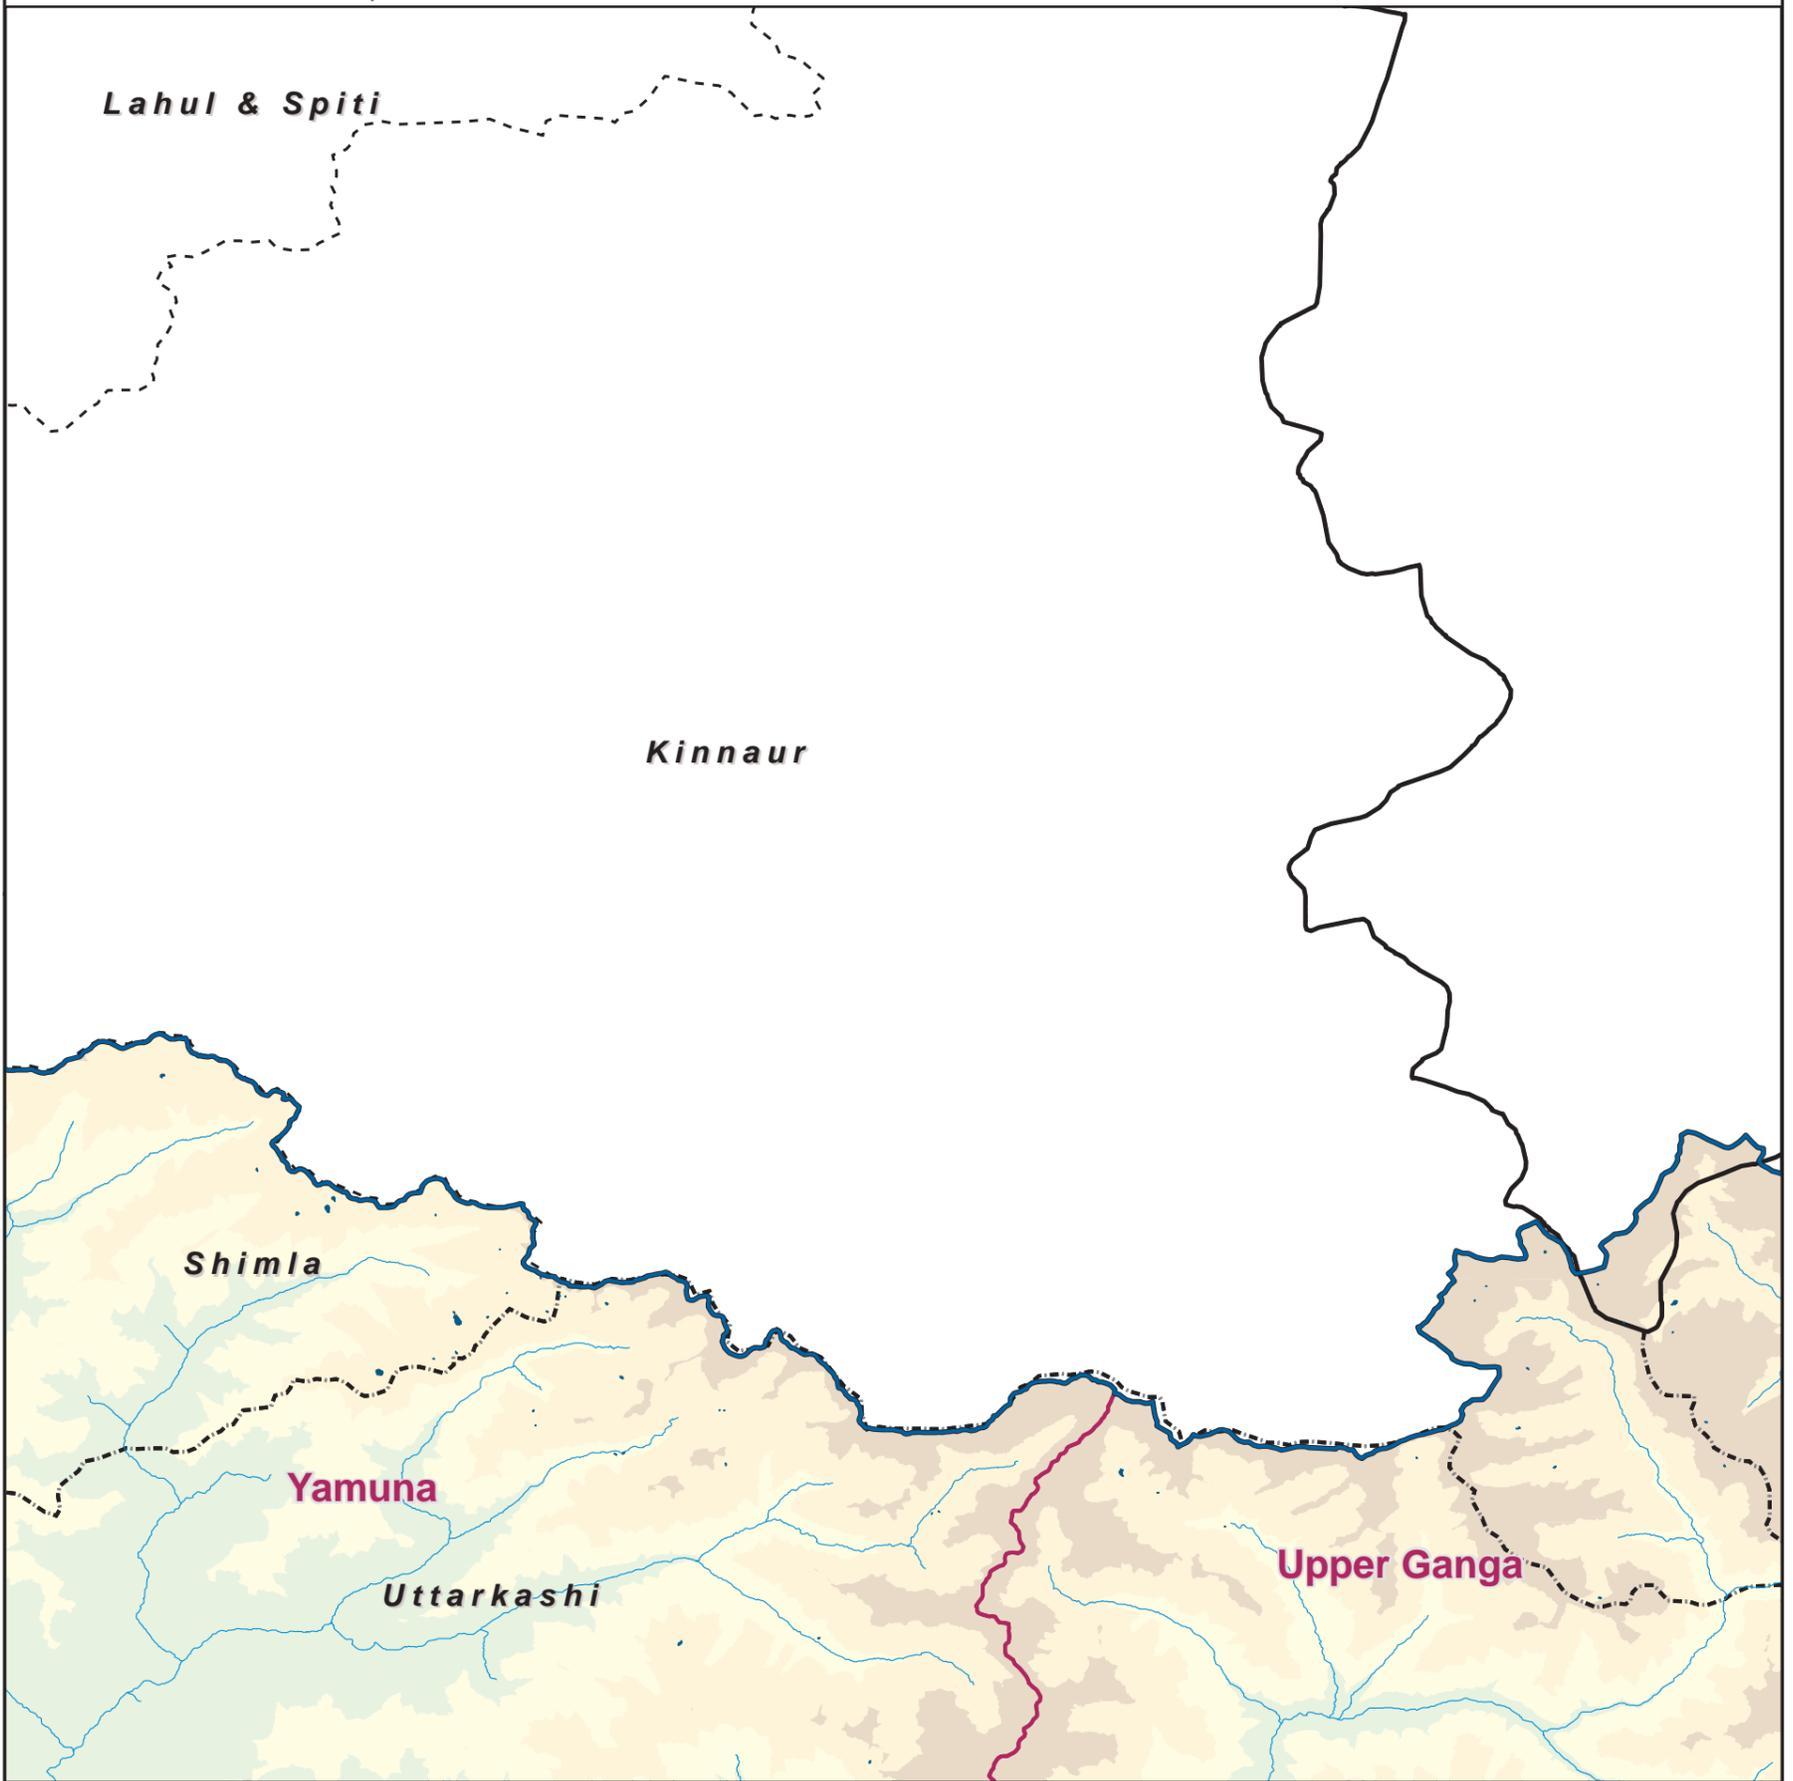 Lahul & Spiti
Kinnaur
Shimla
Yamuna
Upper Ganga
Uttarkashi